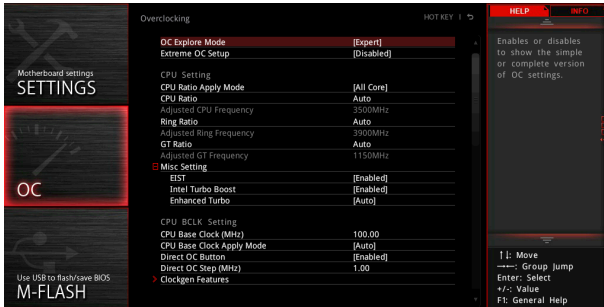 Overclocking
HOT KEY |
HELP
INFO
Motherboard settings
SETTINGS
OC
Use USB to flash/save BIOS
M-FLASH
OC Explore Mode [Expert]
Extreme OC Setup [Disabled]
CPU Setting
CPU Ratio Apply Mode [All Core]
CPU Ratio Auto
Adjusted CPU Frequency 3500MHz
Ring Ratio Auto
Adjusted Ring Frequency 3900MHz
GT Ratio Auto
Adjusted GT Frequency 1150MHz
Misc Setting
EIST [Enabled]
Intel Turbo Boost [Enabled]
Enhanced Turbo [Auto]
CPU BCLK Setting
CPU Base Clock (MHz) 100.00
CPU Base Clock Apply Mode [Auto]
Direct OC Button [Enabled]
Direct OC Step (MHz) 1.00
> Clockgen Features
Enables or disables
to show the simple
or complete version
of OC settings.
↑↓: Move
→←: Group Jump
Enter: Select
+/-: Value
F1: General Help